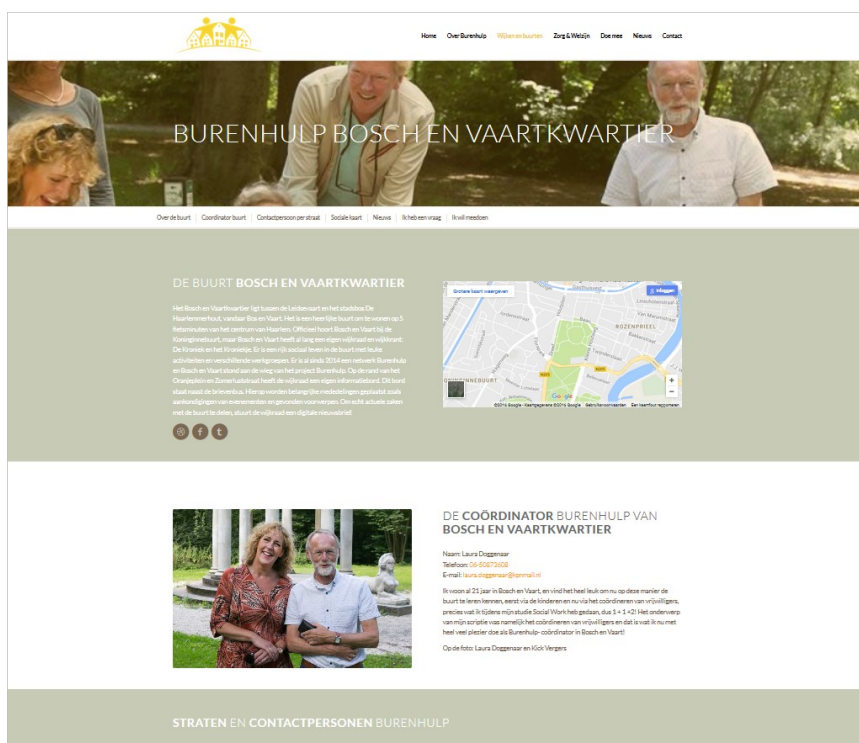 Home Over Burenhulp Wijken en buurten Zorg & Welzijn Doe mee Nieuws Contact
BURENHULP BOSCH EN VAARTKWARTIER
Over de buurt Coordinator buurt Contactpersoon per straat Sociale kaart Nieuws Ik heb een vraag Ik wil meedoen
DE BUURT BOSCH EN VAARTKWARTIER
Het Bosch en Vaartkwartier ligt tussen de Leidsevaart en het stadsbos De
Haarlemmerhout, vandaar Bos en Vaart. Het is een heerlijke buurt om te wonen op 5
fietsminuten van het centrum van Haarlem. Officieel hoort Bosch en Vaart bij de
Koninginnebuurt, maar Bosch en Vaart heeft al lang een eigen wijkraad en wijkkrant:
De Kroniek en het Kroniekje. Er is een rijk sociaal leven in de buurt met leuke
activiteiten en verschillende werkgroepen. Er is al sinds 2014 een netwerk Burenhulp
en Bosch en Vaart stond aan de wieg van het project Burenhulp. Op de rand van het
Oranjeplein en Zomerluststraat heeft de wijkraad een eigen informatiebord. Dit bord
staat naast de brievenbus. Hierop worden belangrijke mededelingen geplaatst zoals
aankondigingen van evenementen en gevonden voorwerpen. Om echt actuele zaken
met de buurt te delen, stuurt de wijkraad een digitale nieuwsbrief.
Grotere kaart weergeven
Inloggen
ROZENPRIEEL
Google
©2016 Google - Kaartgegevens ©2016 Google Gebruiksvoorwaarden Een kaartfout rapporteren
DE COÖRDINATOR BURENHULP VAN
BOSCH EN VAARTKWARTIER
Naam: Laura Doggenaar
Telefoon: 06-50873608
E-mail: laura.doggenaar@kpnmail.nl
Ik woon al 21 jaar in Bosch en Vaart, en vind het heel leuk om nu op deze manier de
buurt te leren kennen, eerst via de kinderen en nu via het coördineren van vrijwilligers,
precies wat ik tijdens mijn studie Social Work heb gedaan, dus 1 + 1 =2! Het onderwerp
van mijn scriptie was namelijk het coördineren van vrijwilligers en dat is wat ik nu met
heel veel plezier doe als Burenhulp- coördinator in Bosch en Vaart!
Op de foto: Laura Doggenaar en Kick Vergers
STRATEN EN CONTACTPERSONEN BURENHULP